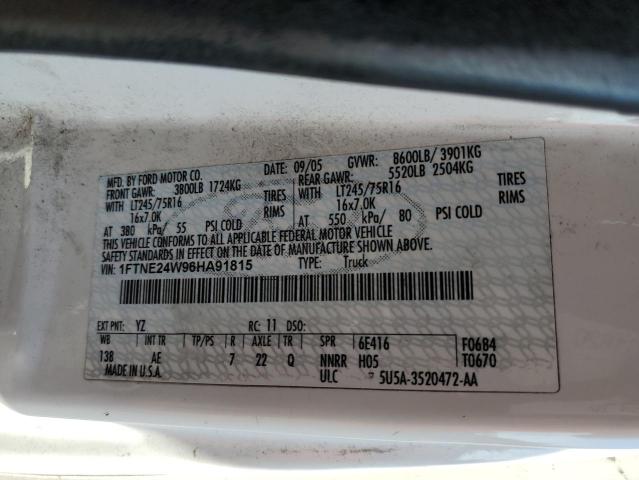 MFD. BY FORD MOTOR CO.
DATE: 09/05 GVWR: 8600LB/ 3901KG
FRONT GAWR: 3800LB 1724KG REAR GAWR: 5520LB 2504KG
WITH LT245/75R16 TIRES WITH LT245/75R16 TIRES
16x7.0K RIMS 16x7.0K RIMS
AT 380 kPa/ 55 PSI COLD AT 550 kPa/ 80 PSI COLD
THIS VEHICLE CONFORMS TO ALL APPLICABLE FEDERAL MOTOR VEHICLE
SAFETY STANDARDS IN EFFECT ON THE DATE OF MANUFACTURE SHOWN ABOVE.
VIN: 1FTNE24W96HA91815 TYPE: Truck
EXT PNT: YZ RC: 11 DSO:
WB INT TR TP/PS R AXLE TR SPR 6E416 F0684
138 AE 7 22 Q NNRR H05 T0670
MADE IN U.S.A. ULC 5U5A-3520472-AA